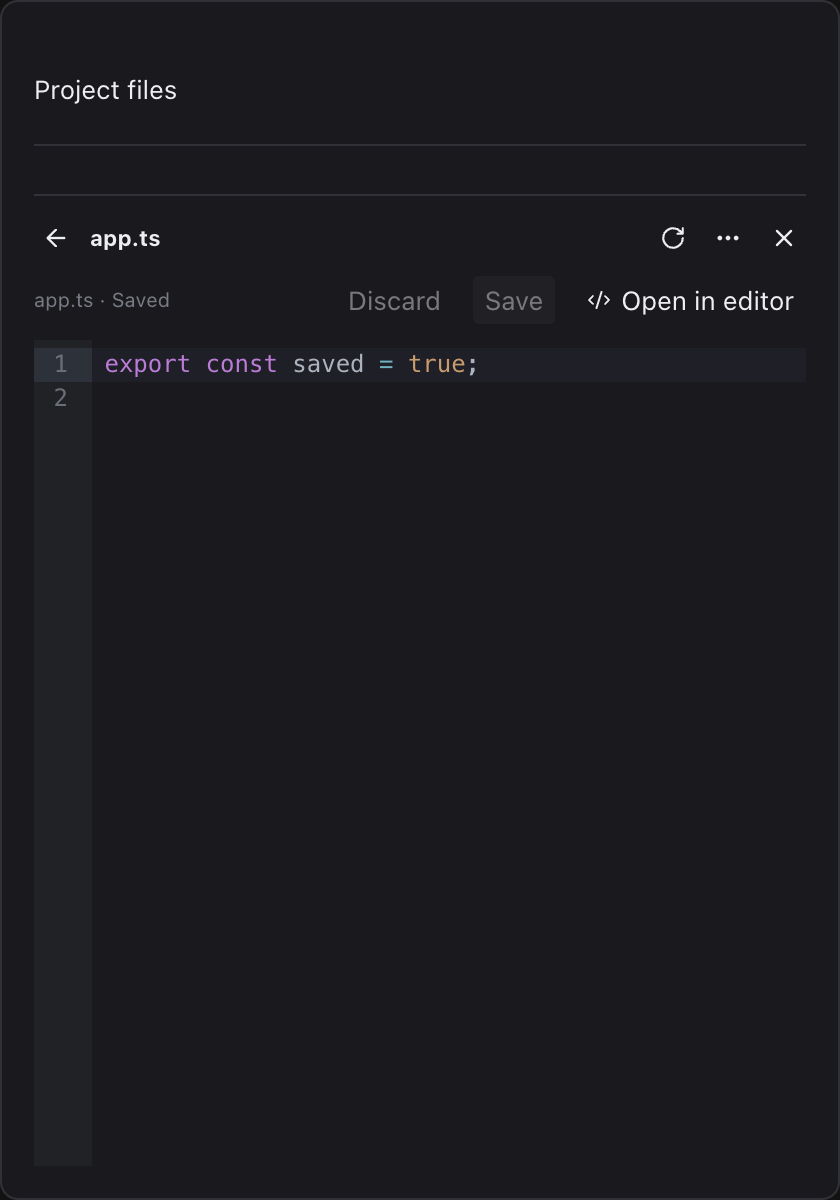 Project files
app.ts
app.ts · Saved
Discard
Save
</> Open in editor
1 export const saved = true;
2